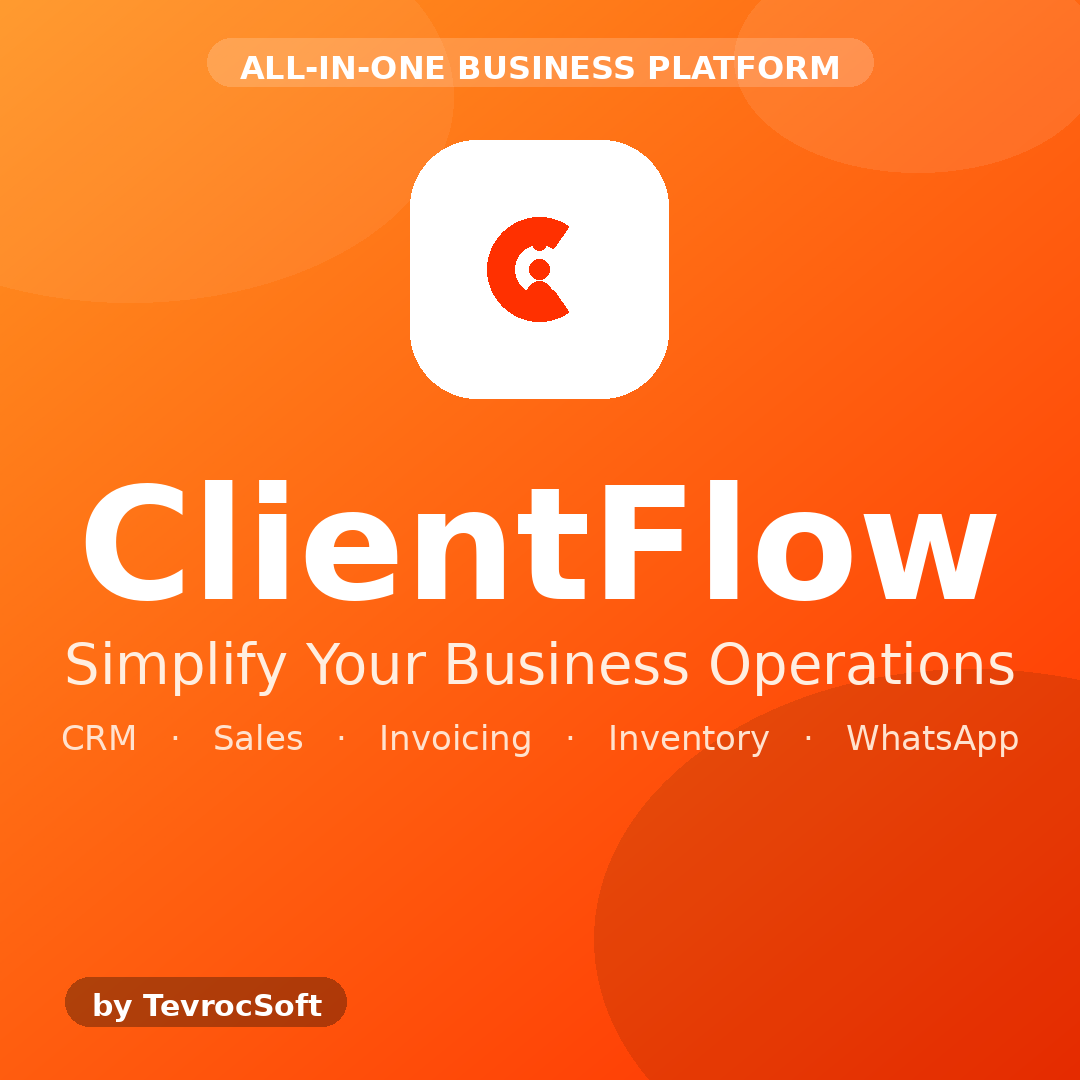 ALL-IN-ONE BUSINESS PLATFORM
ClientFlow
Simplify Your Business Operations
CRM · Sales · Invoicing · Inventory · WhatsApp
by TevrocSoft